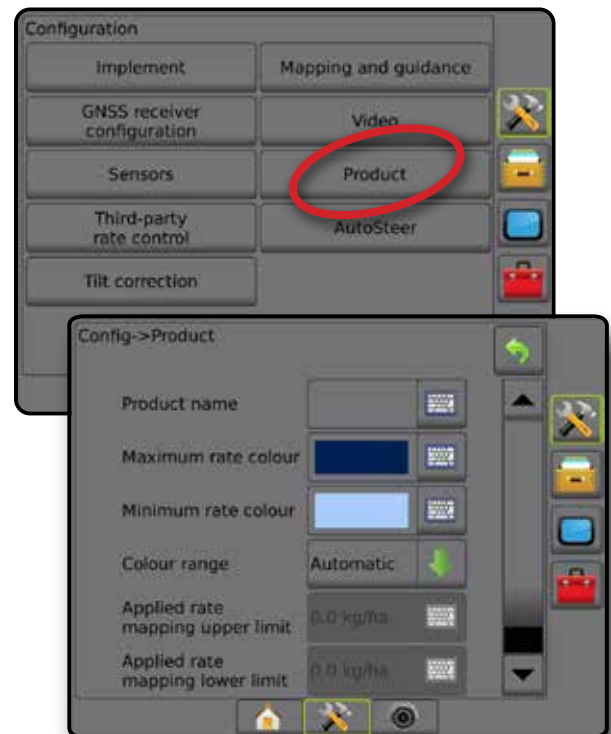 Configuration
Implement
Mapping and guidance
GNSS receiver
configuration
Video
Sensors
Product
Third-party
rate control
AutoSteer
Tilt correction
Config->Product
Product name
Maximum rate colour
Minimum rate colour
Colour range
Automatic
Applied rate
mapping upper limit
0.0 kg/ha
Applied rate
mapping lower limit
0.0 kg/ha